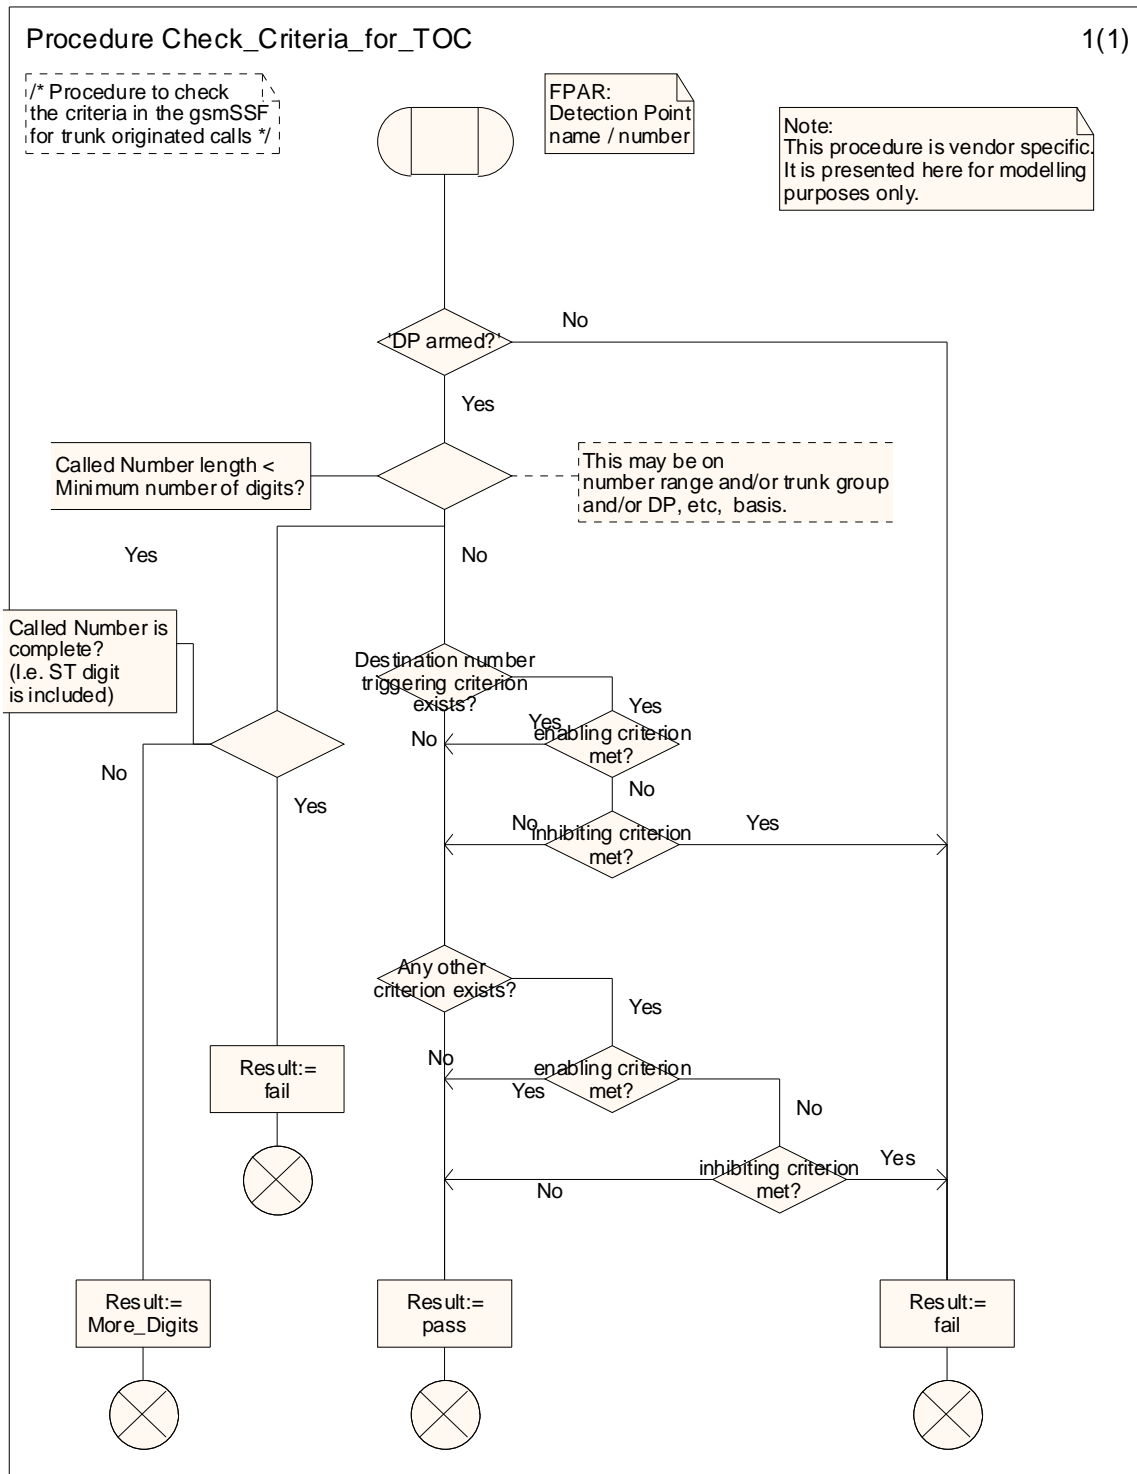 Procedure Check_Criteria_for_TOC
1(1)
/* Procedure to check
the criteria in the gsmSSF
for trunk originated calls */
FPAR:
Detection Point
name / number
Note:
This procedure is vendor specific.
It is presented here for modelling
purposes only.
'DP armed?'
No
Yes
Called Number length <
Minimum number of digits?
This may be on
number range and/or trunk group
and/or DP, etc,  basis.
Yes
No
Called Number is
complete?
(I.e. ST digit
is included)
No
Yes
Destination number
triggering criterion
exists?
Yes
No
enabling criterion
met?
Yes
No
inhibiting criterion
met?
No
Yes
Any other
criterion exists?
Yes
No
enabling criterion
met?
Yes
No
inhibiting criterion
met?
No
Yes
Result:=
fail
Result:=
More_Digits
Result:=
pass
Result:=
fail